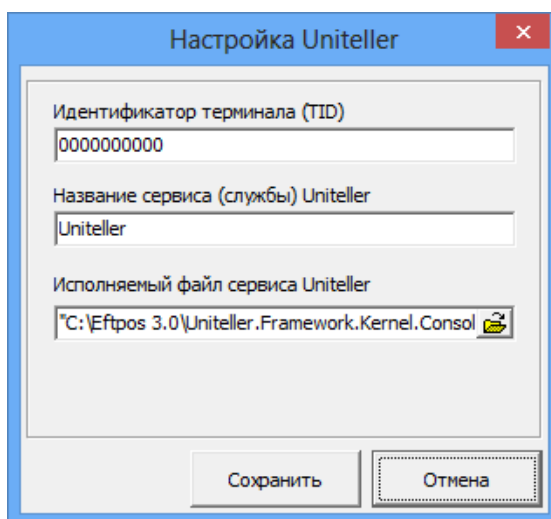 Настройка Uniteller
Идентификатор терминала (TID)
0000000000
Название сервиса (службы) Uniteller
Uniteller
Исполняемый файл сервиса Uniteller
"C:\Eftpos 3.0\Uniteller.Framework.Kernel.Consol
Сохранить
Отмена